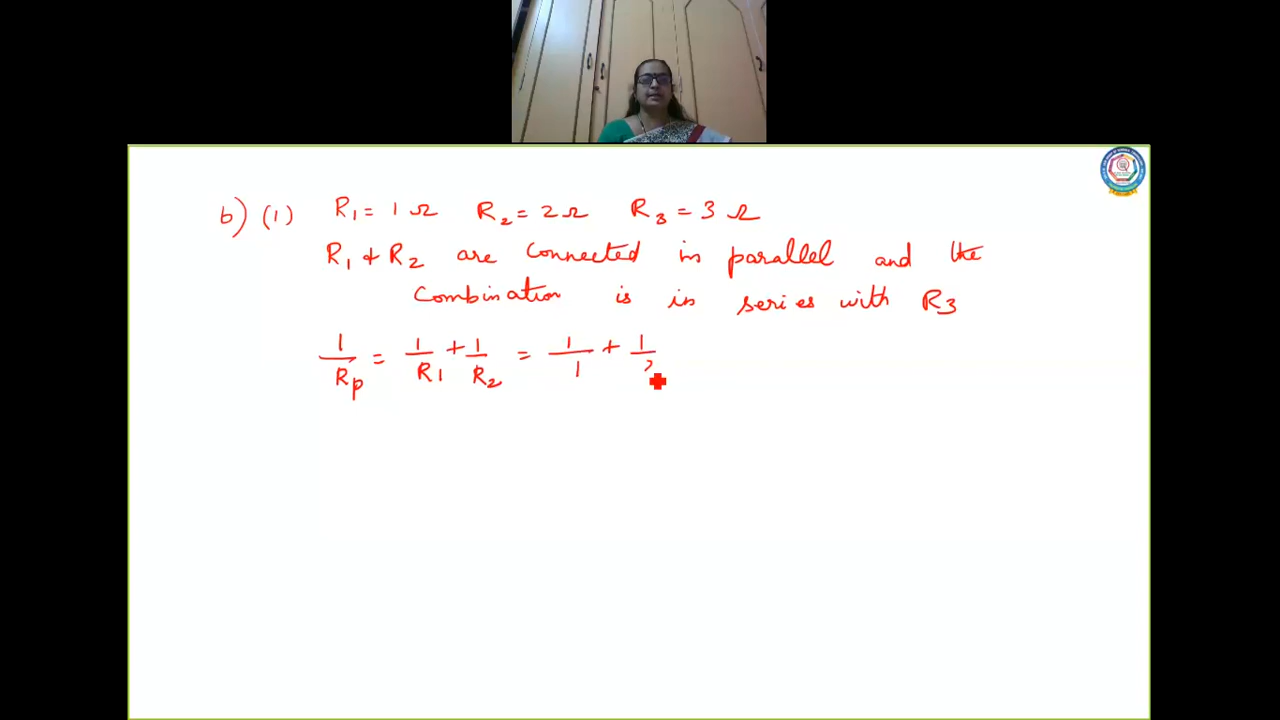 b) (1) R₁ = 1 Ω R₂ = 2 Ω R₃ = 3 Ω
R₁ + R₂ are connected in parallel and the
Combination is in series with R₃
1/Rp = 1/R₁ + 1/R₂ = 1/1 + 1/2